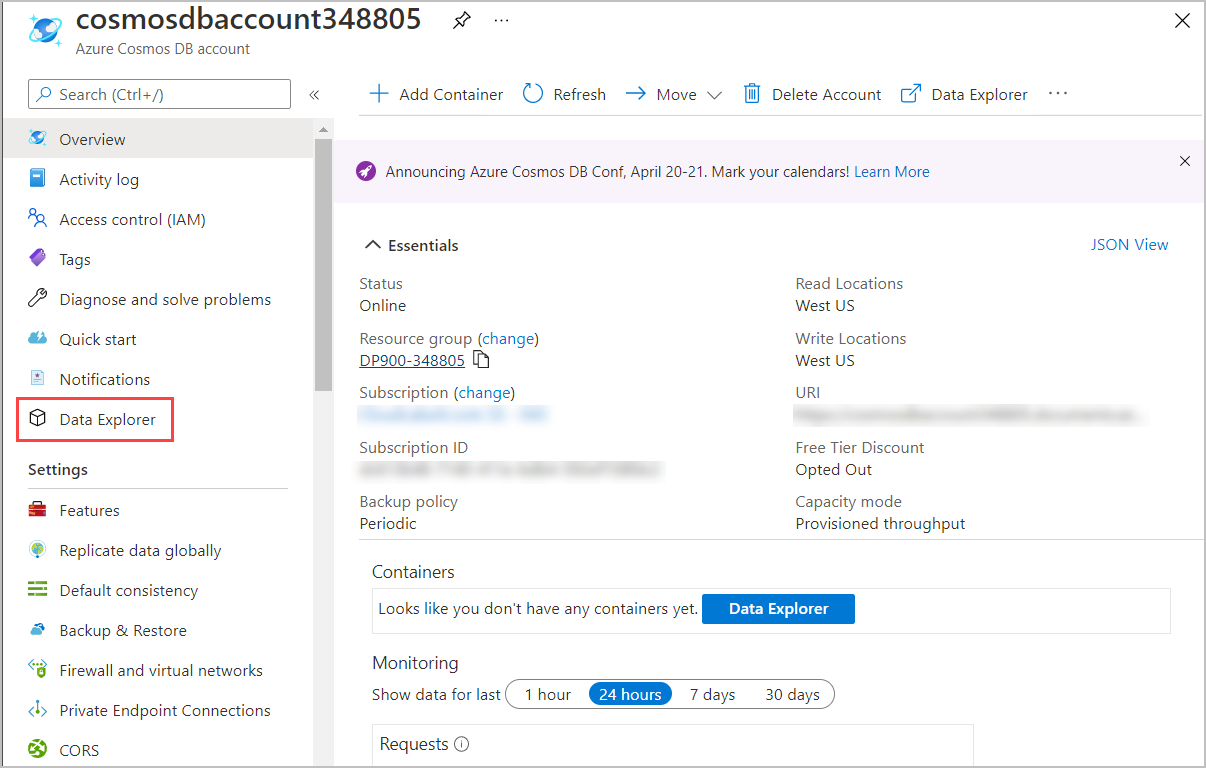 cosmosdbaccount348805 ...
Azure Cosmos DB account
Search (Ctrl+/) «
Overview
Activity log
Access control (IAM)
Tags
Diagnose and solve problems
Quick start
Notifications
Data Explorer
Settings
Features
Replicate data globally
Default consistency
Backup & Restore
Firewall and virtual networks
Private Endpoint Connections
CORS
Add Container Refresh Move Delete Account Data Explorer ...
Announcing Azure Cosmos DB Conf, April 20-21. Mark your calendars! Learn More
Essentials JSON View
Status
Online
Resource group (change)
DP900-348805
Subscription (change)
Subscription ID
Backup policy
Periodic
Read Locations
West US
Write Locations
West US
URI
Free Tier Discount
Opted Out
Capacity mode
Provisioned throughput
Containers
Looks like you don't have any containers yet. Data Explorer
Monitoring
Show data for last 1 hour 24 hours 7 days 30 days
Requests